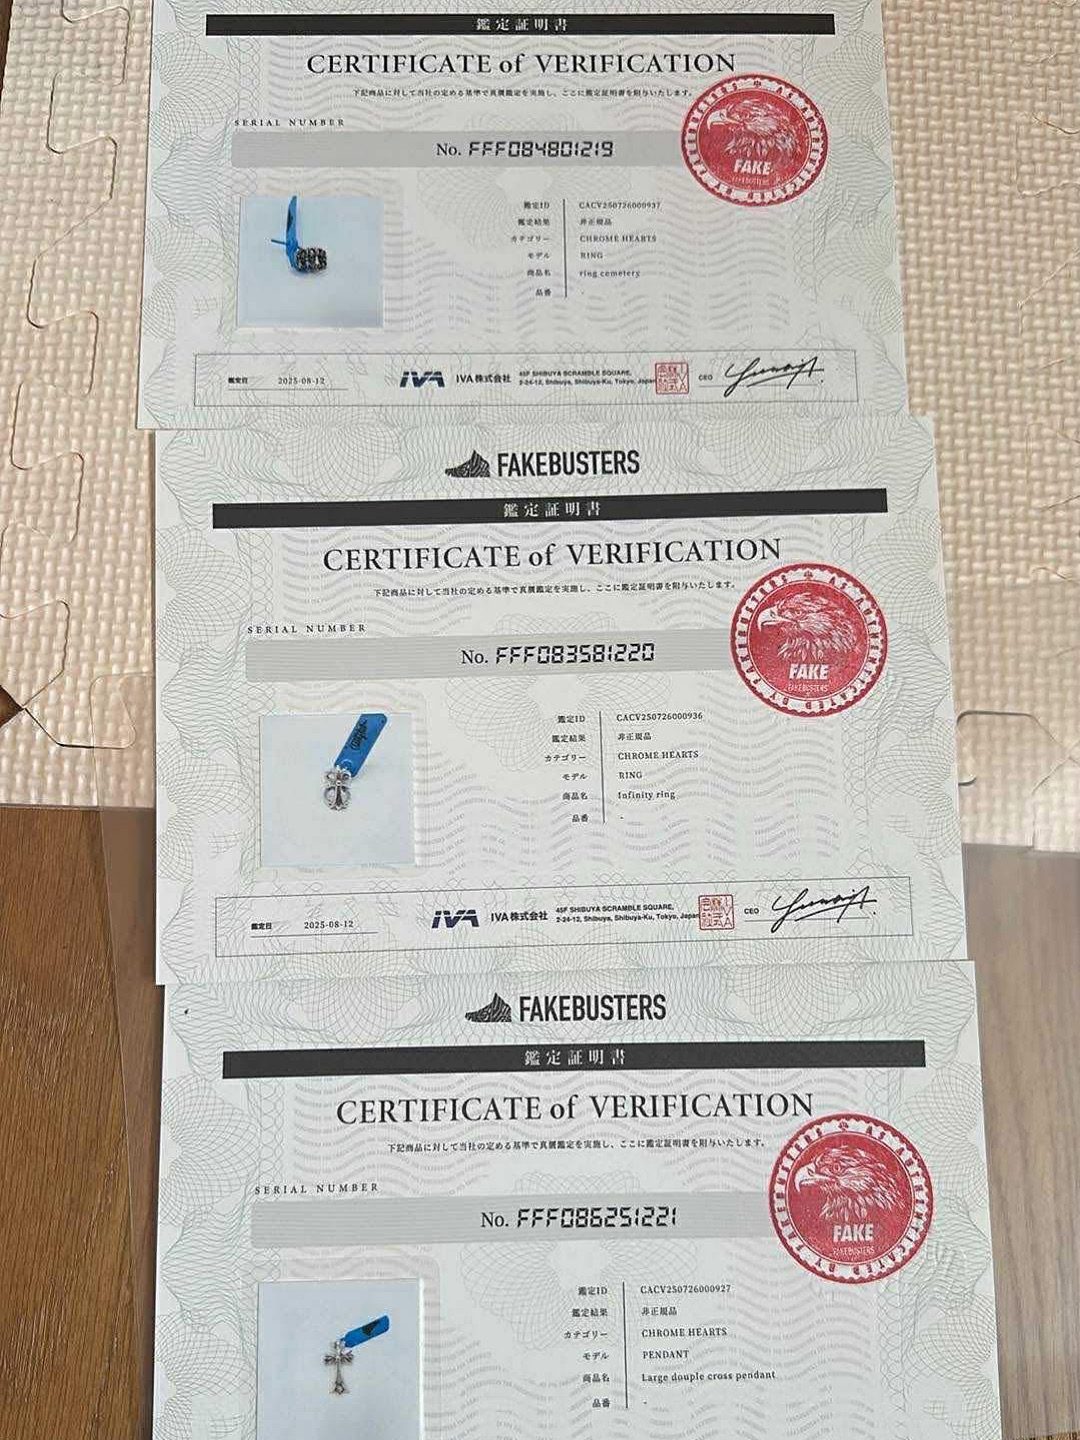 鑑定証明書
CERTIFICATE of VERIFICATION
下記商品に対して当社の定める基準で真贋鑑定を実施し、ここに鑑定証明書を附与いたします。
SERIAL NUMBER
No. FFF084801219
FAKE
鑑定ID CACV250726000937
鑑定結果 非正規品
カテゴリー CHROME HEARTS
モデル RING
商品名 ring cemetery
品番 -
鑑定日 2025-08-12
IVA IVA株式会社
45F SHIBUYA SCRAMBLE SQUARE,
2-24-12, Shibuya, Shibuya-Ku, Tokyo, Japan
CEO
FAKEBUSTERS
鑑定証明書
CERTIFICATE of VERIFICATION
下記商品に対して当社の定める基準で真贋鑑定を実施し、ここに鑑定証明書を附与いたします。
SERIAL NUMBER
No. FFF083581220
AUTHENTICATED BY FAKEBUSTERS
FAKE
FAKEBUSTERS
鑑定ID CACV250726000936
鑑定結果 非正規品
カテゴリー CHROME HEARTS
モデル RING
商品名 Infinity ring
品番 -
鑑定日 2025-08-12
IVA IVA株式会社
45F SHIBUYA SCRAMBLE SQUARE,
2-24-12, Shibuya, Shibuya-Ku, Tokyo, Japan
CEO
FAKEBUSTERS
鑑定証明書
CERTIFICATE of VERIFICATION
下記商品に対して当社の定める基準で真贋鑑定を実施し、ここに鑑定証明書を附与いたします。
SERIAL NUMBER
No. FFF086251221
AUTHENTICATED BY FAKEBUSTERS
FAKE
FAKEBUSTERS
鑑定ID CACV250726000927
鑑定結果 非正規品
カテゴリー CHROME HEARTS
モデル PENDANT
商品名 Large douple cross pendant
品番 -